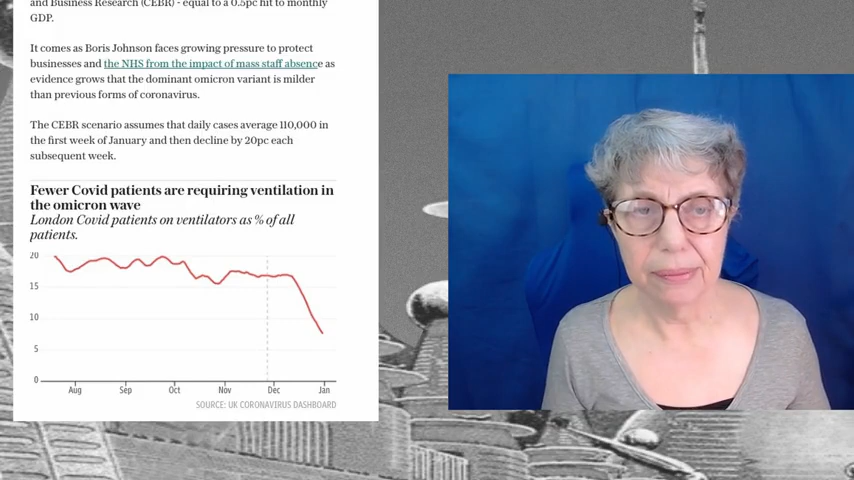 and Business Research (CEBR) - equal to a 0.5pc hit to monthly
GDP.
It comes as Boris Johnson faces growing pressure to protect
businesses and the NHS from the impact of mass staff absence as
evidence grows that the dominant omicron variant is milder
than previous forms of coronavirus.
The CEBR scenario assumes that daily cases average 110,000 in
the first week of January and then decline by 20pc each
subsequent week.
Fewer Covid patients are requiring ventilation in
the omicron wave
London Covid patients on ventilators as % of all
patients.
20
15
10
5
0
Aug Sep Oct Nov Dec Jan
SOURCE: UK CORONAVIRUS DASHBOARD